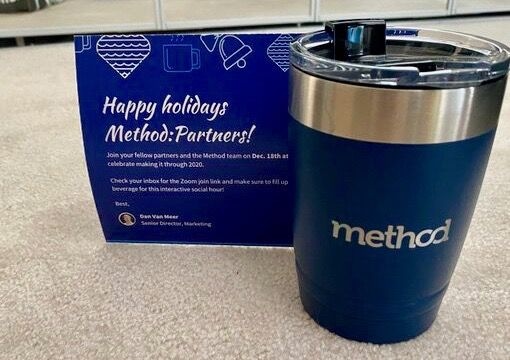 Happy holidays
Method:Partners!
Join your fellow partners and the Method team on Dec. 18th at
celebrate making it through 2020.
Check your inbox for the Zoom join link and make sure to fill up
beverage for this interactive social hour!
Best,
Dan Van Meer
Senior Director, Marketing
method